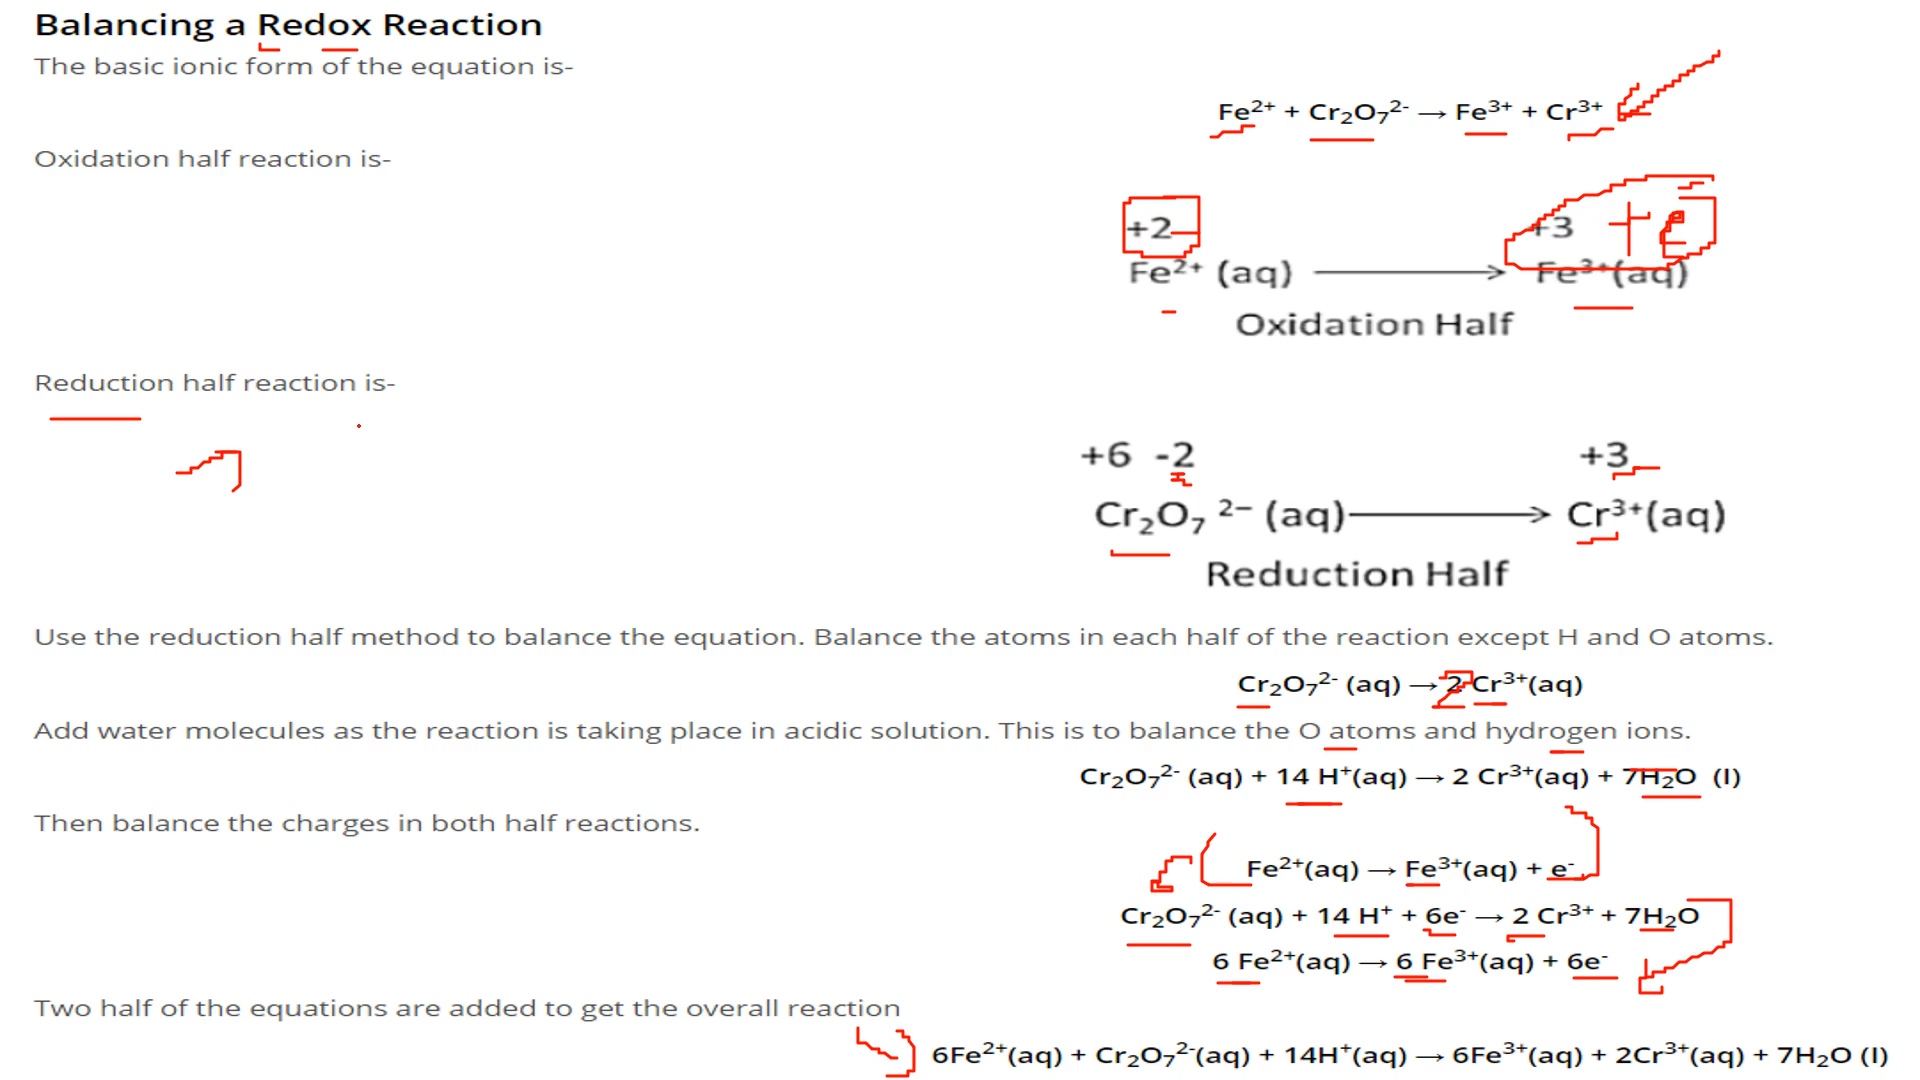 Balancing a Redox Reaction
The basic ionic form of the equation is-
Fe²⁺ + Cr₂O₇²⁻ → Fe³⁺ + Cr³⁺
Oxidation half reaction is-
+2 +3 + e⁻
Fe²⁺ (aq) → Fe³⁺(aq)
Oxidation Half
Reduction half reaction is-
+6 -2 +3
Cr₂O₇ ²⁻ (aq) → Cr³⁺(aq)
Reduction Half
Use the reduction half method to balance the equation. Balance the atoms in each half of the reaction except H and O atoms.
Cr₂O₇²⁻ (aq) → 2 Cr³⁺(aq)
Add water molecules as the reaction is taking place in acidic solution. This is to balance the O atoms and hydrogen ions.
Cr₂O₇²⁻ (aq) + 14 H⁺(aq) → 2 Cr³⁺(aq) + 7H₂O (I)
Then balance the charges in both half reactions.
Fe²⁺(aq) → Fe³⁺(aq) + e⁻
Cr₂O₇²⁻ (aq) + 14 H⁺ + 6e⁻ → 2 Cr³⁺ + 7H₂O
6 Fe²⁺(aq) → 6 Fe³⁺(aq) + 6e⁻
Two half of the equations are added to get the overall reaction
6Fe²⁺(aq) + Cr₂O₇²⁻(aq) + 14H⁺(aq) → 6Fe³⁺(aq) + 2Cr³⁺(aq) + 7H₂O (I)